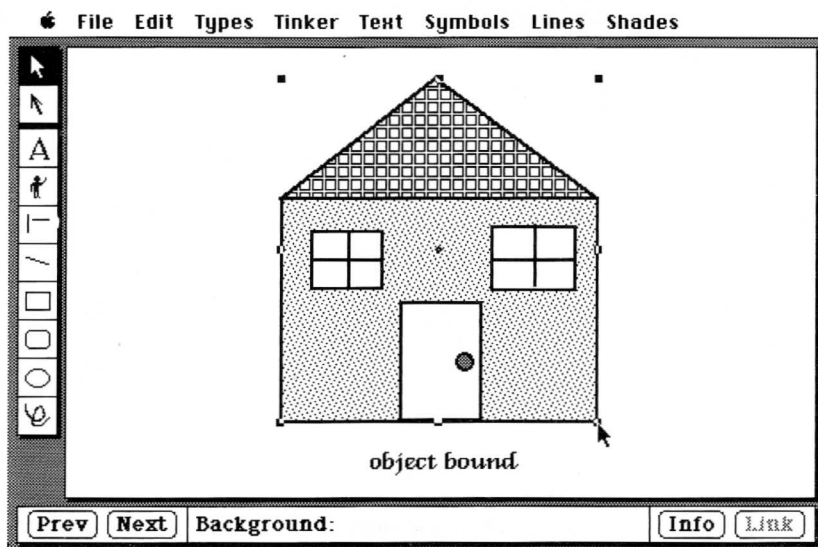 File Edit Types Tinker Text Symbols Lines Shades
A
object bound
Prev Next Background: Info Link